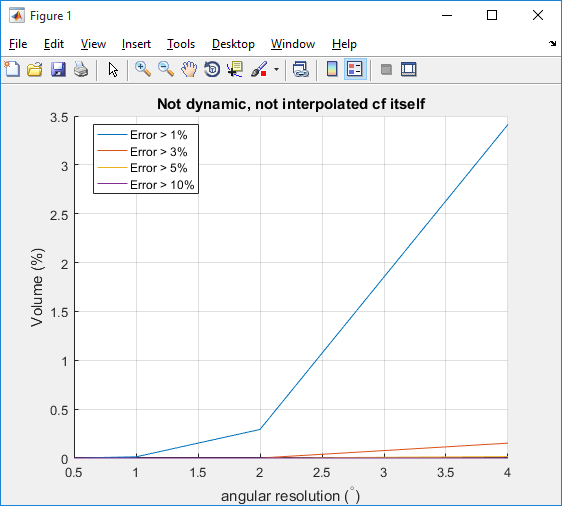 Figure 1
File Edit View Insert Tools Desktop Window Help
Not dynamic, not interpolated cf itself
3.5
3
2.5
2
1.5
1
0.5
0
Volume (%)
Error > 1%
Error > 3%
Error > 5%
Error > 10%
0.5 1 1.5 2 2.5 3 3.5 4
angular resolution (°)